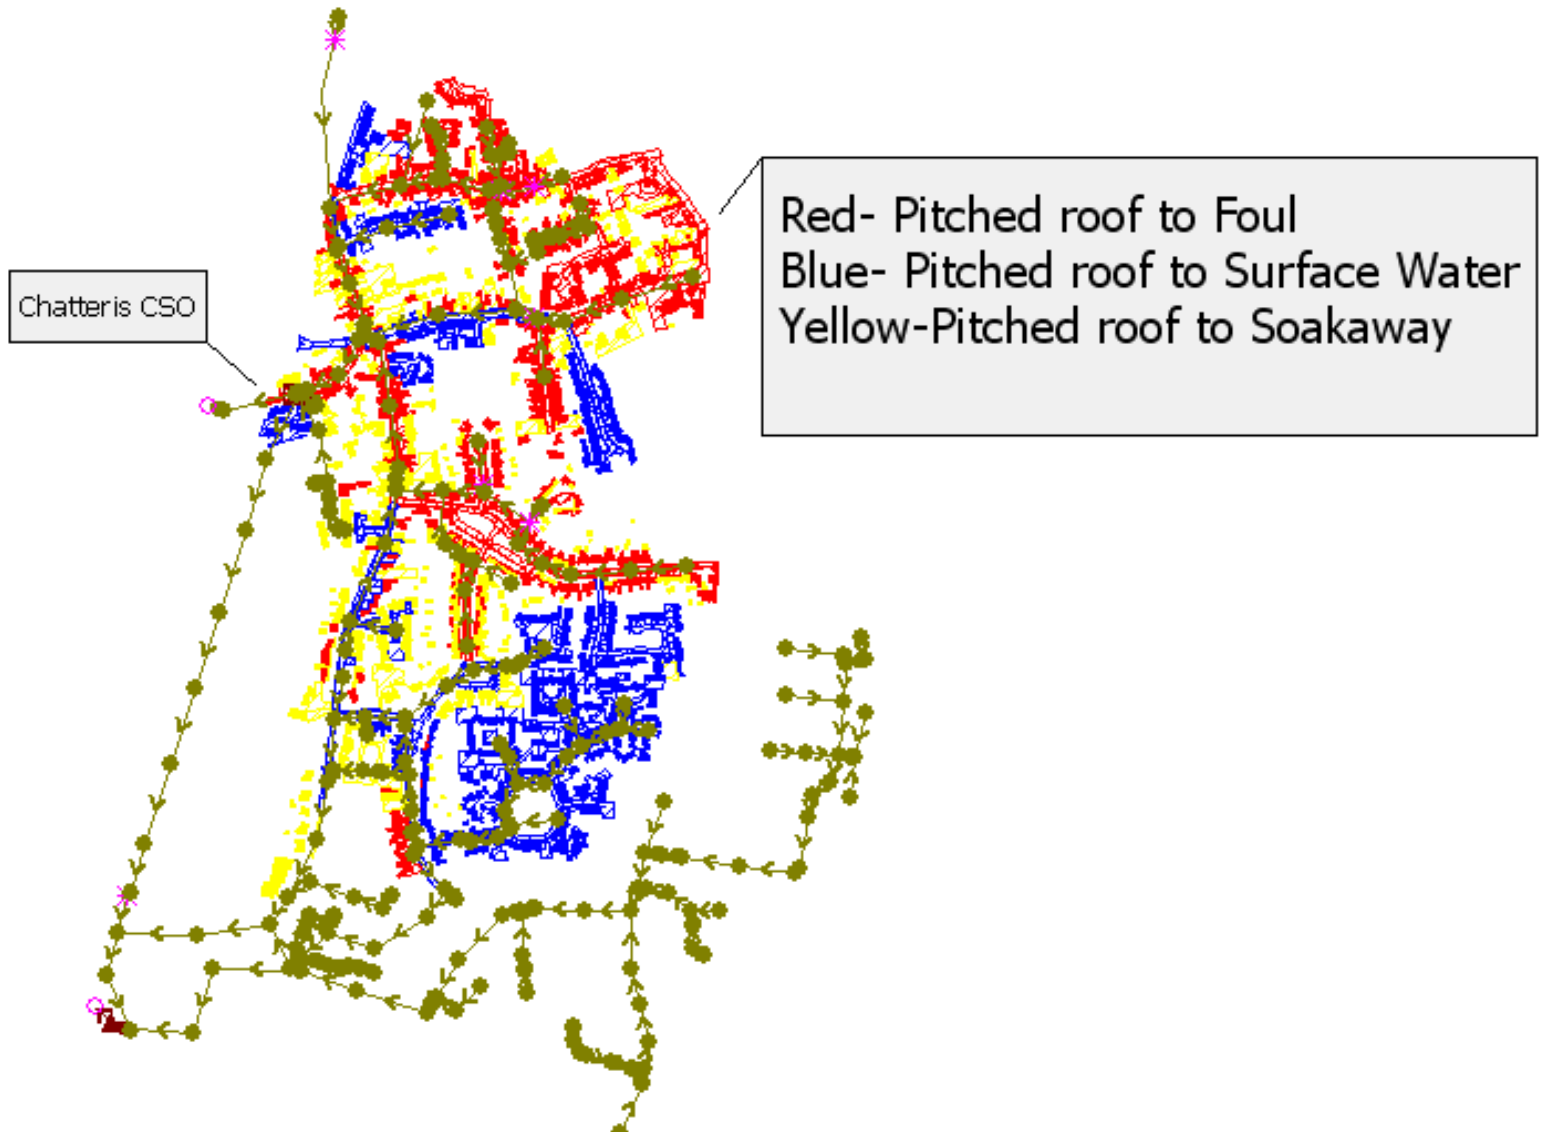 Red- Pitched roof to Foul
Blue- Pitched roof to Surface Water
Yellow-Pitched roof to Soakaway
Chatteris CSO